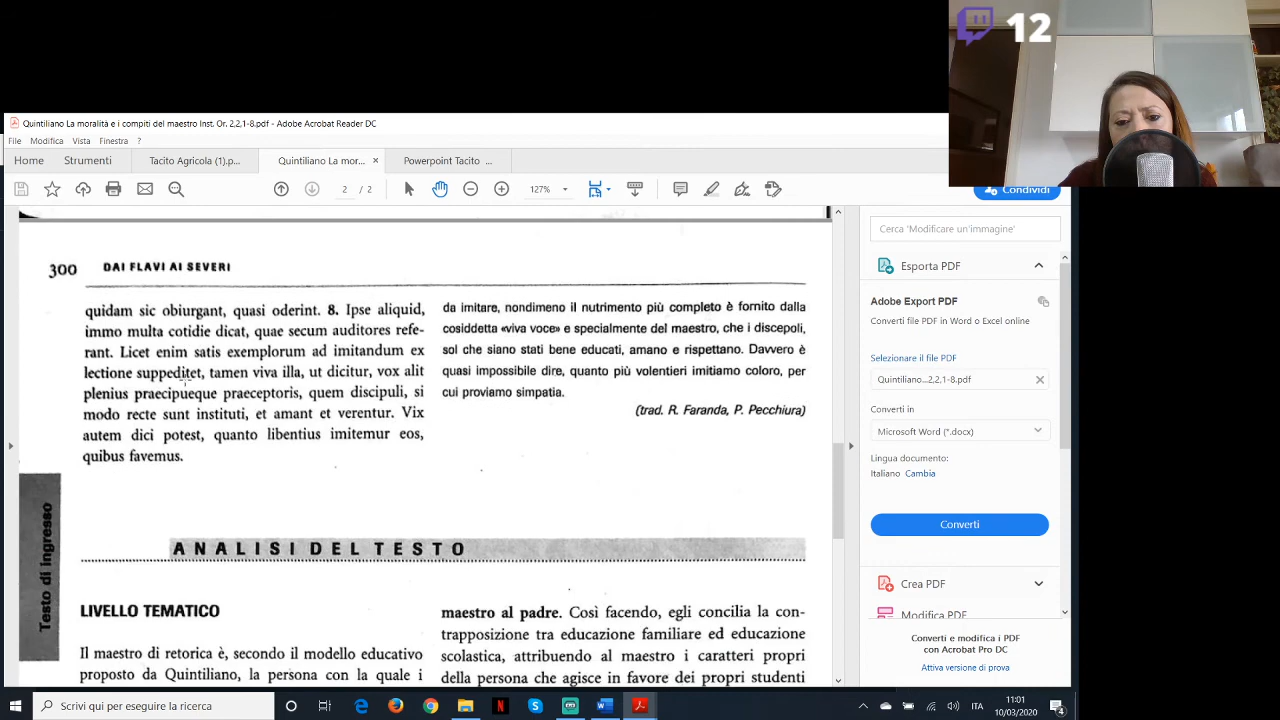 12
Quintiliano La moralità e i compiti del maestro Inst. Or. 2,2,1-8.pdf - Adobe Acrobat Reader DC
File Modifica Vista Finestra ?
Home Strumenti Tacito Agricola (1).p... Quintiliano La mor... × Powerpoint Tacito ...
2 / 2 127% Condividi
300 DAI FLAVI AI SEVERI
quidam sic obiurgant, quasi oderint. 8. Ipse aliquid,
immo multa cotidie dicat, quae secum auditores refe-
rant. Licet enim satis exemplorum ad imitandum ex
lectione suppeditet, tamen viva illa, ut dicitur, vox alit
plenius praecipueque praeceptoris, quem discipuli, si
modo recte sunt instituti, et amant et verentur. Vix
autem dici potest, quanto libentius imitemur eos,
quibus favemus.
da imitare, nondimeno il nutrimento più completo è fornito dalla
cosiddetta «viva voce» e specialmente del maestro, che i discepoli,
sol che siano stati bene educati, amano e rispettano. Davvero è
quasi impossibile dire, quanto più volentieri imitiamo coloro, per
cui proviamo simpatia.
(trad. R. Faranda, P. Pecchiura)
ANALISI DEL TESTO
Testo di ingresso
LIVELLO TEMATICO
Il maestro di retorica è, secondo il modello educativo
proposto da Quintiliano, la persona con la quale i
maestro al padre. Così facendo, egli concilia la con-
trapposizione tra educazione familiare ed educazione
scolastica, attribuendo al maestro i caratteri propri
della persona che agisce in favore dei propri studenti
Cerca 'Modificare un'immagine'
Esporta PDF
Adobe Export PDF
Converti file PDF in Word o Excel online
Selezionare il file PDF
Quintiliano...2,2,1-8.pdf
Converti in
Microsoft Word (*.docx)
Lingua documento:
Italiano Cambia
Converti
Crea PDF
Modifica PDF
Converti e modifica i PDF
con Acrobat Pro DC
Attiva versione di prova
Scrivi qui per eseguire la ricerca
ITA
11:01
10/03/2020
4